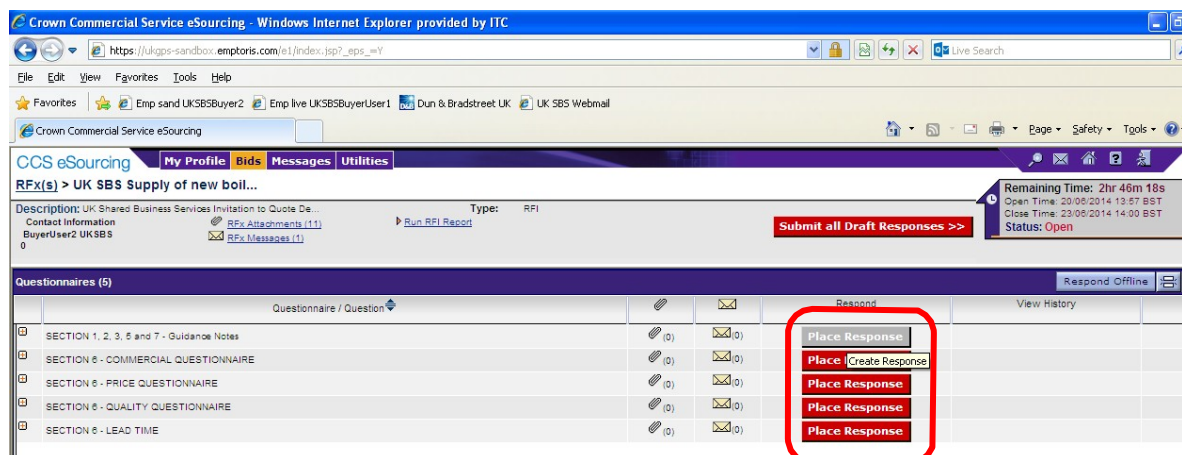 Crown Commercial Service eSourcing - Windows Internet Explorer provided by ITC
https://ukgps-sandbox.emptoris.com/e1/index.jsp?_eps_=Y
Live Search
File Edit View Favorites Tools Help
Favorites Emp sand UKSBSBuyer2 Emp live UKSBSBuyerUser1 Dun & Bradstreet UK UK SBS Webmail
Crown Commercial Service eSourcing
Page Safety Tools
CCS eSourcing My Profile Bids Messages Utilities
RFx(s) > UK SBS Supply of new boil...
Remaining Time: 2hr 46m 18s
Open Time: 20/06/2014 13:57 BST
Close Time: 23/06/2014 14:00 BST
Status: Open
Description: UK Shared Business Services Invitation to Quote De... Type: RFI
Contact Information RFx Attachments (11) Run RFI Report
BuyerUser2 UKSBS RFx Messages (1)
0
Submit all Draft Responses >>
Questionnaires (5) Respond Offline
Questionnaire / Question Respond View History
SECTION 1, 2, 3, 5 and 7 - Guidance Notes (0) (0) Place Response
SECTION 6 - COMMERCIAL QUESTIONNAIRE (0) (0) Place
Create Response
SECTION 6 - PRICE QUESTIONNAIRE (0) (0) Place Response
SECTION 6 - QUALITY QUESTIONNAIRE (0) (0) Place Response
SECTION 6 - LEAD TIME (0) (0) Place Response